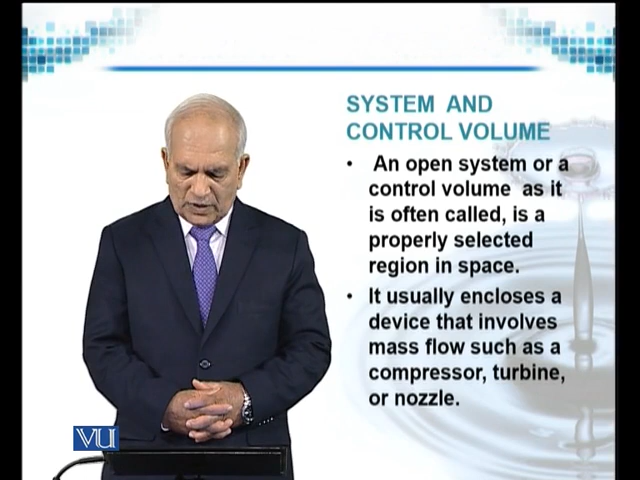 SYSTEM AND
CONTROL VOLUME
• An open system or a
control volume as it
is often called, is a
properly selected
region in space.
• It usually encloses a
device that involves
mass flow such as a
compressor, turbine,
or nozzle.
VU